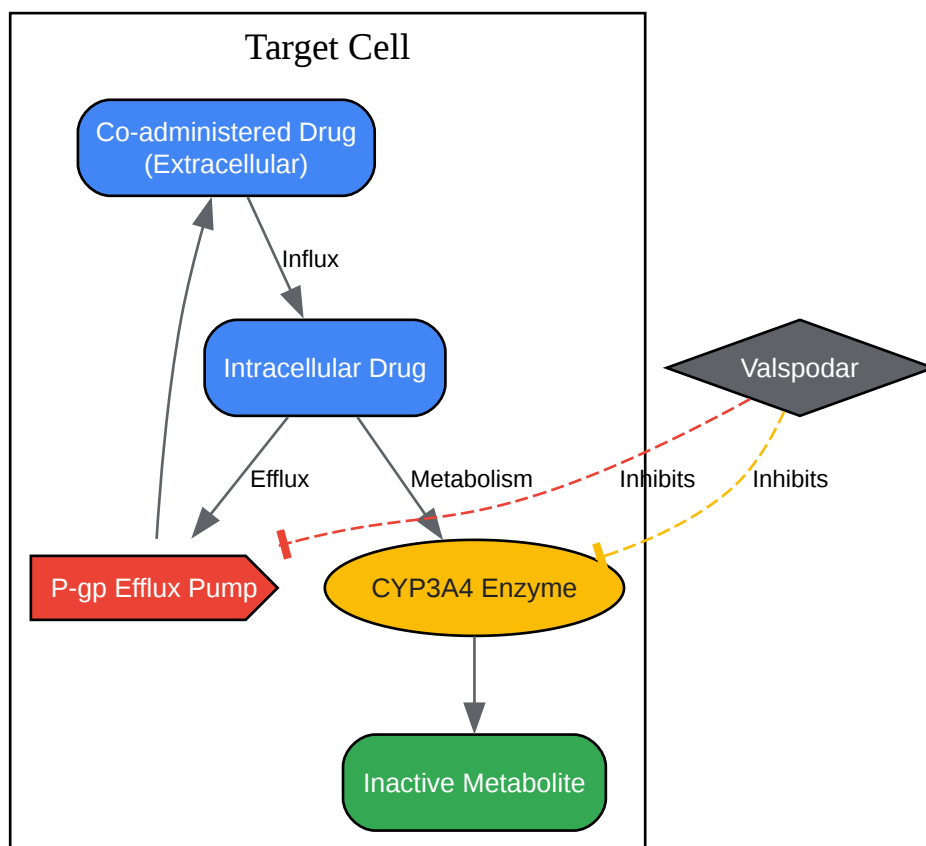 Target Cell
Co-administered Drug
(Extracellular)
Influx
Intracellular Drug
Valspodar
Efflux
Metabolism
Inhibits
Inhibits
P-gp Efflux Pump
CYP3A4 Enzyme
Inactive Metabolite